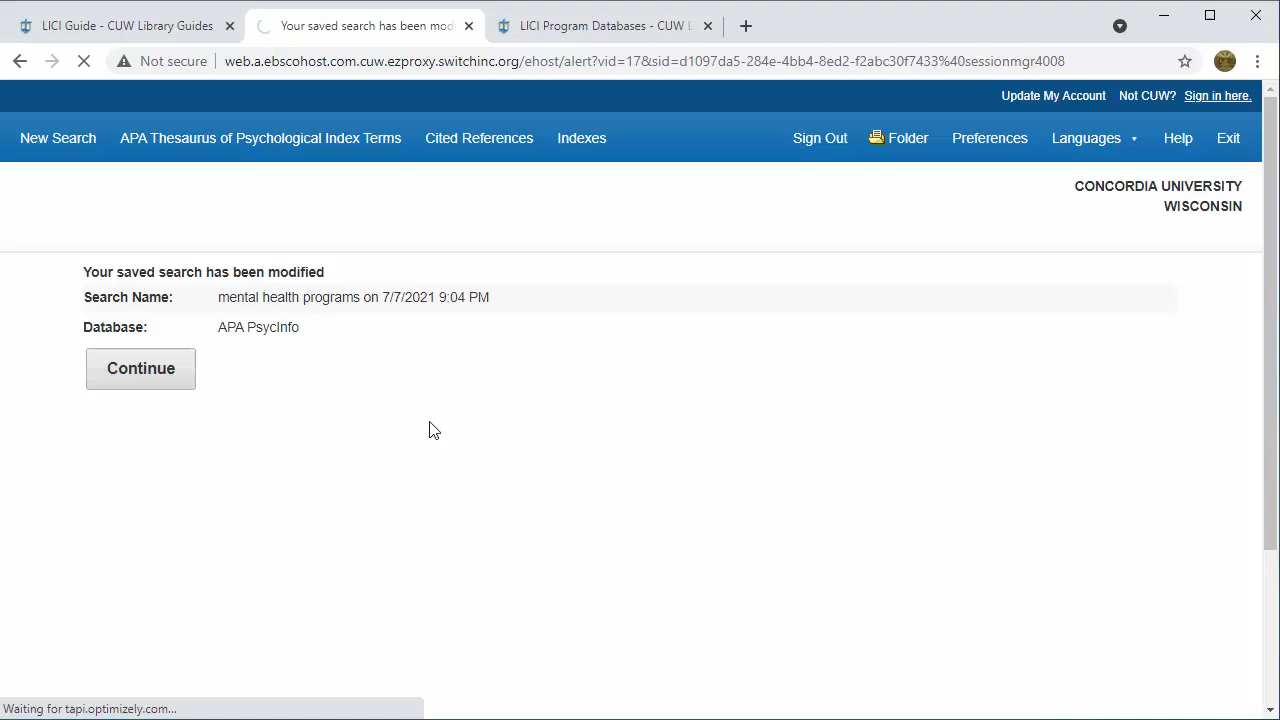 LICI Guide - CUW Library Guides
Your saved search has been modi
LICI Program Databases - CUW L
Not secure
web.a.ebscohost.com.cuw.ezproxy.switchinc.org/ehost/alert?vid=17&sid=d1097da5-284e-4bb4-8ed2-f2abc30f7433%40sessionmgr4008
Update My Account Not CUW? Sign in here.
New Search APA Thesaurus of Psychological Index Terms Cited References Indexes Sign Out Folder Preferences Languages Help Exit
CONCORDIA UNIVERSITY
WISCONSIN
Your saved search has been modified
Search Name: mental health programs on 7/7/2021 9:04 PM
Database: APA PsycInfo
Continue
Waiting for tapi.optimizely.com...